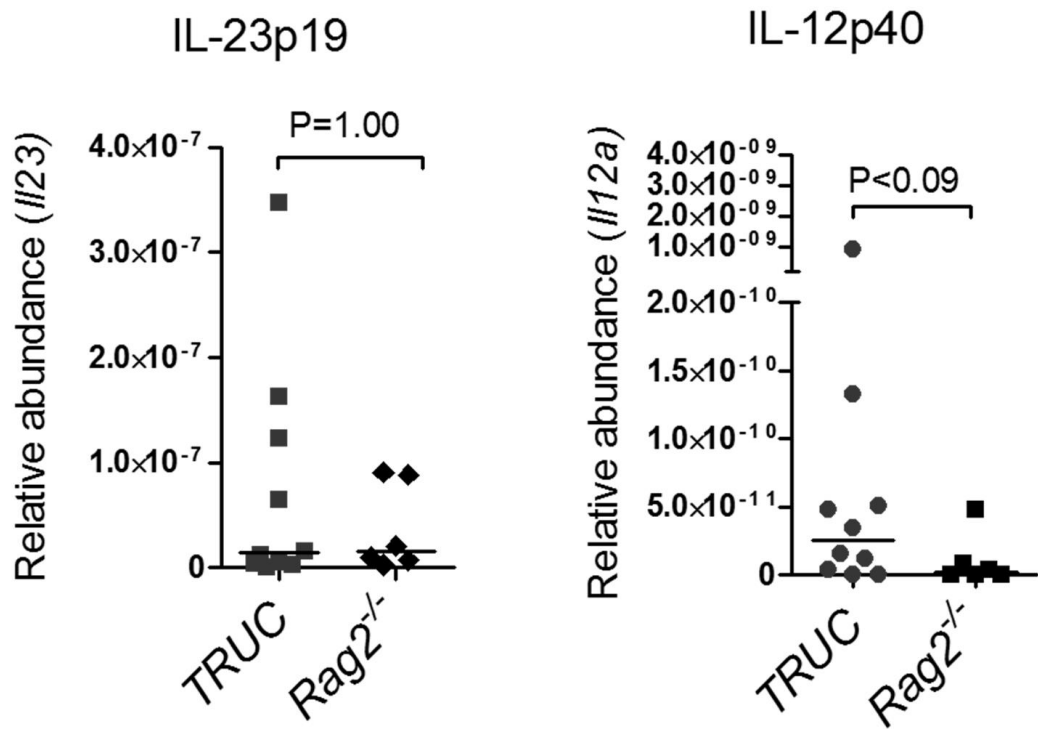 IL-23p19
P=1.00
Relative abundance (Il23)
4.0×10⁻⁷
3.0×10⁻⁷
2.0×10⁻⁷
1.0×10⁻⁷
0
TRUC
Rag2⁻/⁻
IL-12p40
P<0.09
Relative abundance (Il12a)
4.0×10⁻⁰⁹
3.0×10⁻⁰⁹
2.0×10⁻⁰⁹
1.0×10⁻⁰⁹
2.0×10⁻¹⁰
1.5×10⁻¹⁰
1.0×10⁻¹⁰
5.0×10⁻¹¹
0
TRUC
Rag2⁻/⁻